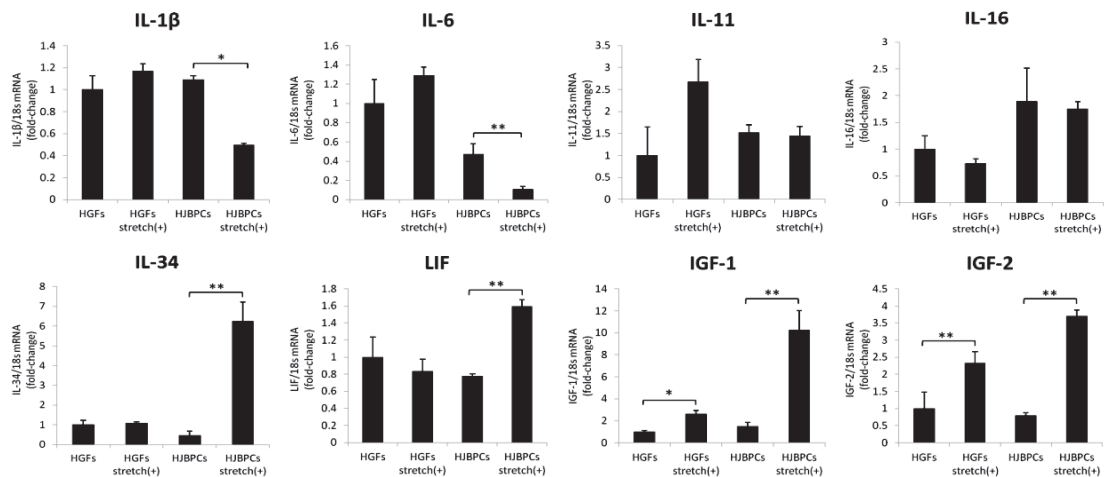 IL-1β
IL-1β/18s mRNA
(fold-change)
1.4
1.2
1
0.8
0.6
0.4
0.2
0
*
HGFs
HGFs
stretch(+)
HJBPCs
HJBPCs
stretch(+)
IL-6
IL-6/18s mRNA
(fold-change)
1.6
1.4
1.2
1
0.8
0.6
0.4
0.2
0
**
HGFs
HGFs
stretch(+)
HJBPCs
HJBPCs
stretch(+)
IL-11
IL-11/18s mRNA
(fold-change)
3.5
3
2.5
2
1.5
1
0.5
0
HGFs
HGFs
stretch(+)
HJBPCs
HJBPCs
stretch(+)
IL-16
IL-16/18s mRNA
(fold-change)
3
2.5
2
1.5
1
0.5
0
HGFs
HGFs
stretch(+)
HJBPCs
HJBPCs
stretch(+)
IL-34
IL-34/18s mRNA
(fold-change)
8
7
6
5
4
3
2
1
0
**
HGFs
HGFs
stretch(+)
HJBPCs
HJBPCs
stretch(+)
LIF
LIF/18s mRNA
(fold-change)
1.8
1.6
1.4
1.2
1
0.8
0.6
0.4
0.2
0
**
HGFs
HGFs
stretch(+)
HJBPCs
HJBPCs
stretch(+)
IGF-1
IGF-1/18s mRNA
(fold-change)
14
12
10
8
6
4
2
0
*
**
HGFs
HGFs
stretch(+)
HJBPCs
HJBPCs
stretch(+)
IGF-2
IGF-2/18s mRNA
(fold-change)
4.5
4
3.5
3
2.5
2
1.5
1
0.5
0
**
**
HGFs
HGFs
stretch(+)
HJBPCs
HJBPCs
stretch(+)